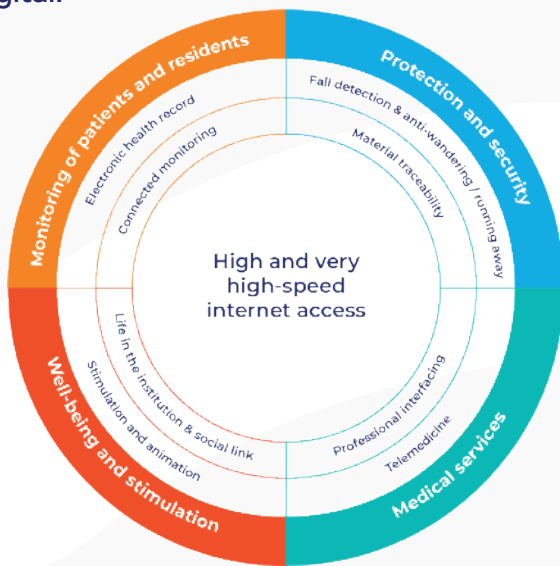 Monitoring of patients and residents
Electronic health record
Connected monitoring
Protection and security
Fall detection & anti-wandering / running away
Material traceability
High and very
high-speed
internet access
Well-being and stimulation
Stimulation and animation
Life in the institution & social link
Medical services
Telemedicine
Professional interfacing